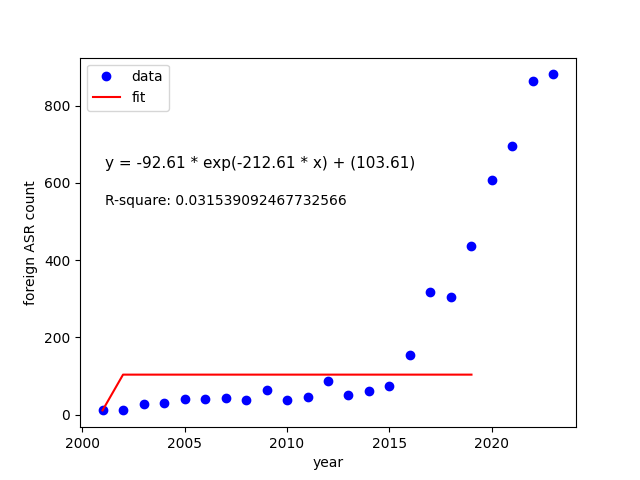 data
fit
y = -92.61 * exp(-212.61 * x) + (103.61)
R-square: 0.031539092467732566
foreign ASR count
800
600
400
200
0
2000 2005 2010 2015 2020
year